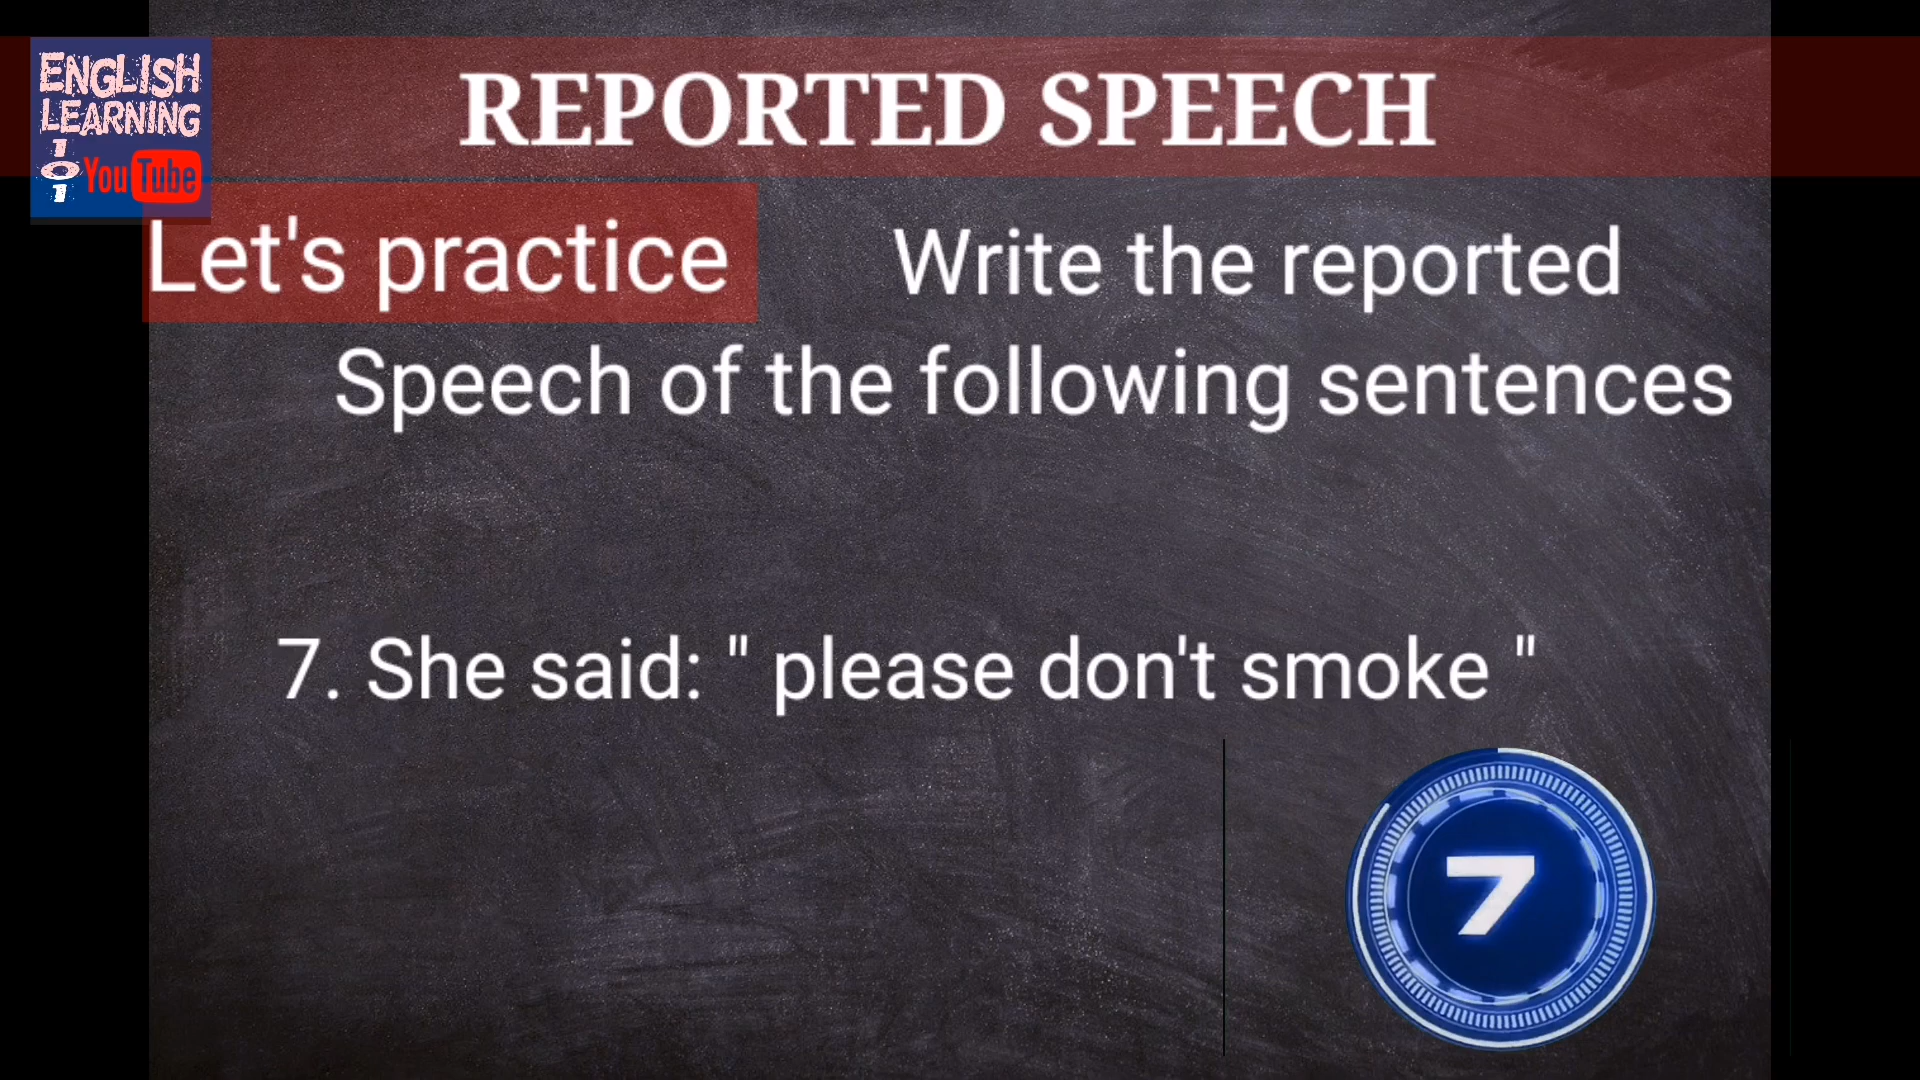 ENGLISH
LEARNING
101
YouTube
REPORTED SPEECH
Let's practice
Write the reported
Speech of the following sentences
7. She said: " please don't smoke "
7